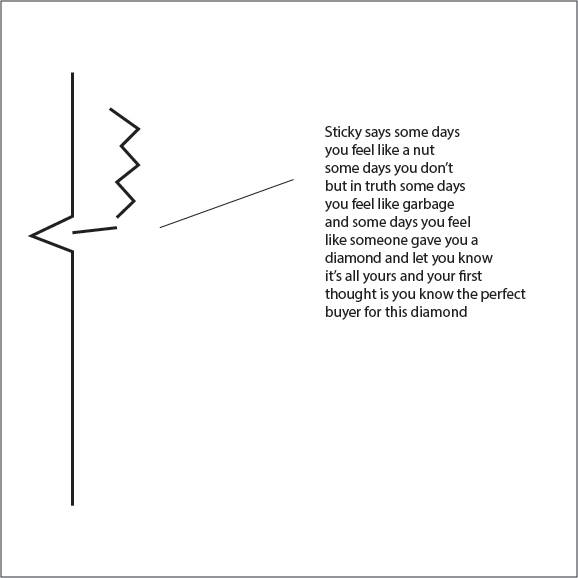 Sticky says some days
you feel like a nut
some days you don't
but in truth some days
you feel like garbage
and some days you feel
like someone gave you a
diamond and let you know
it's all yours and your first
thought is you know the perfect
buyer for this diamond